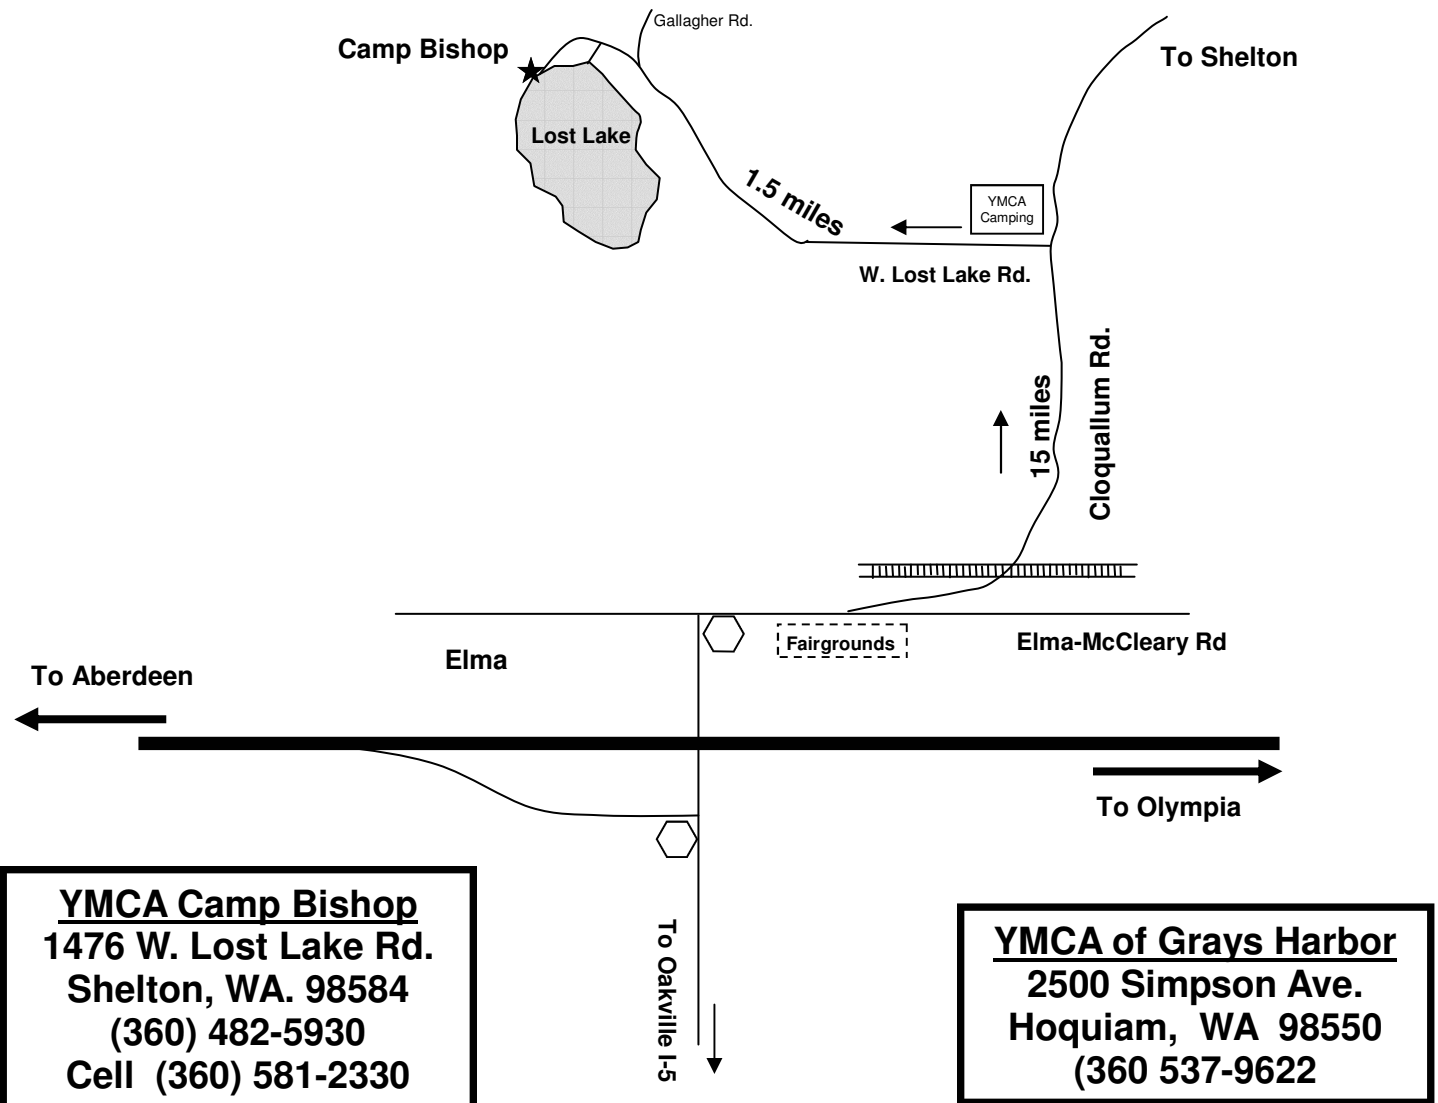 Gallagher Rd.
Camp Bishop
To Shelton
Lost Lake
1.5 miles
YMCA
Camping
W. Lost Lake Rd.
15 miles
Cloquallum Rd.
Fairgrounds
Elma-McCleary Rd
Elma
To Aberdeen
To Olympia
To Oakville I-5
YMCA Camp Bishop
1476 W. Lost Lake Rd.
Shelton, WA. 98584
(360) 482-5930
Cell (360) 581-2330
YMCA of Grays Harbor
2500 Simpson Ave.
Hoquiam, WA 98550
(360 537-9622